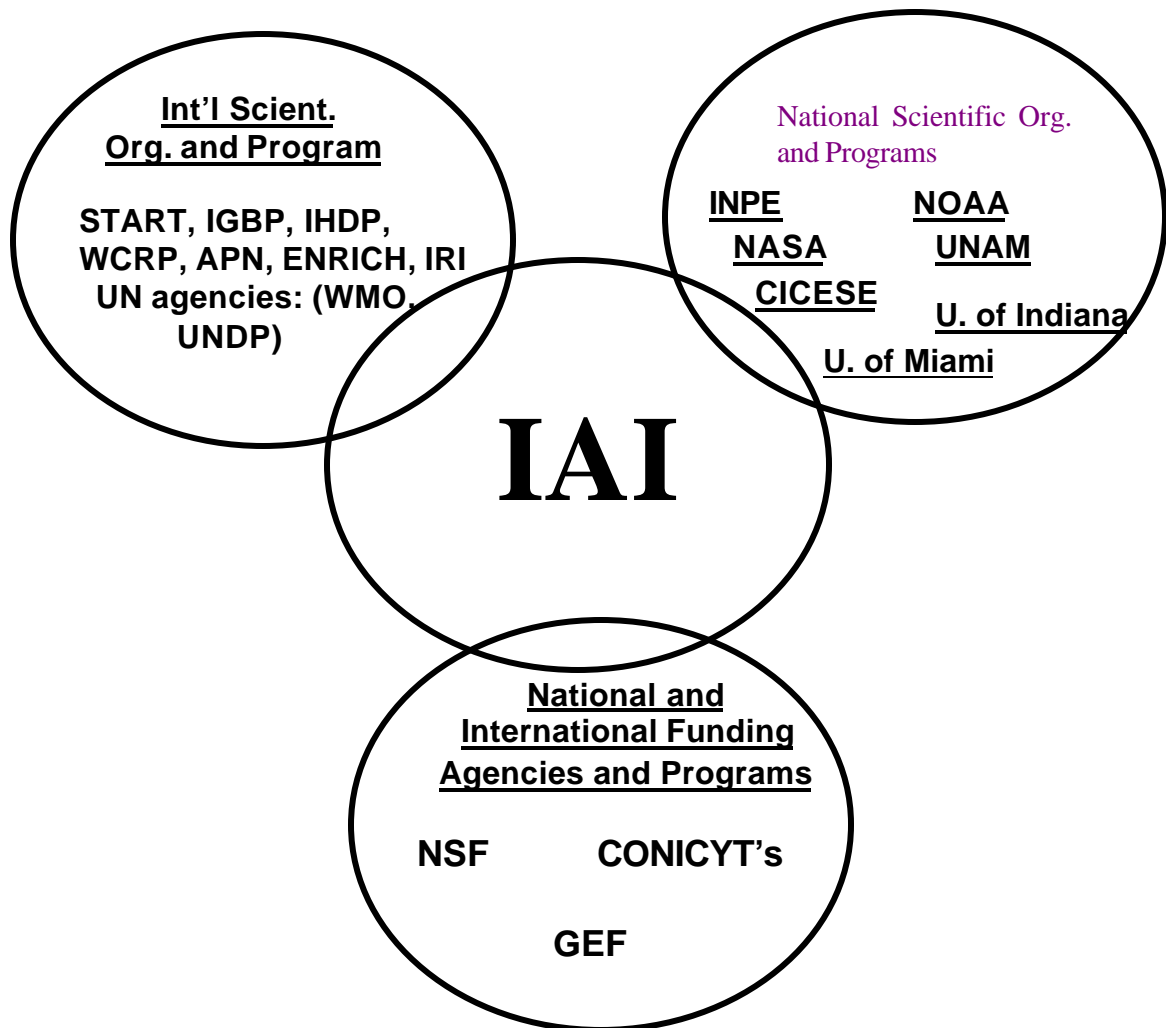 Int’l Scient.
Org. and Program
START, IGBP, IHDP,
WCRP, APN, ENRICH, IRI
UN agencies: (WMO,
UNDP)
National Scientific Org.
and Programs
INPE NOAA
NASA UNAM
CICESE
U. of Indiana
U. of Miami
IAI
National and
International Funding
Agencies and Programs
NSF CONICYT’s
GEF